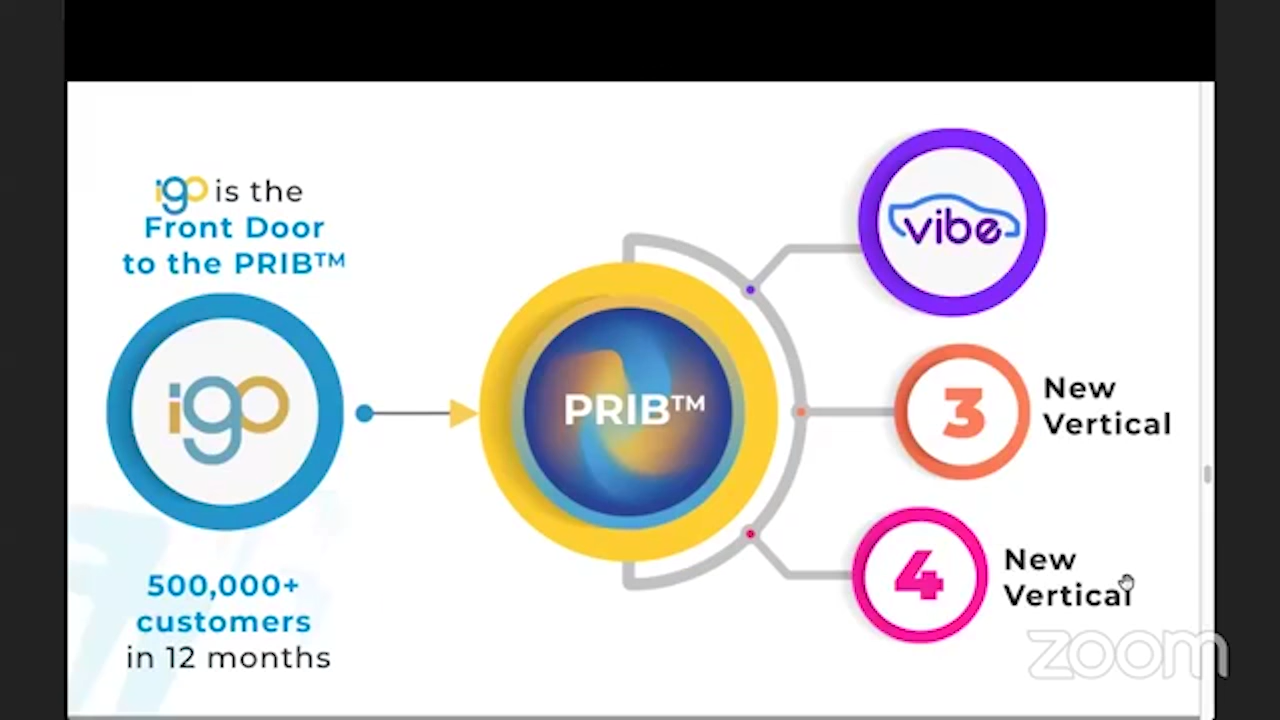 igo is the
Front Door
to the PRIB™
igo
500,000+
customers
in 12 months
PRIB™
vibe
3
New
Vertical
4
New
Vertical
zoom